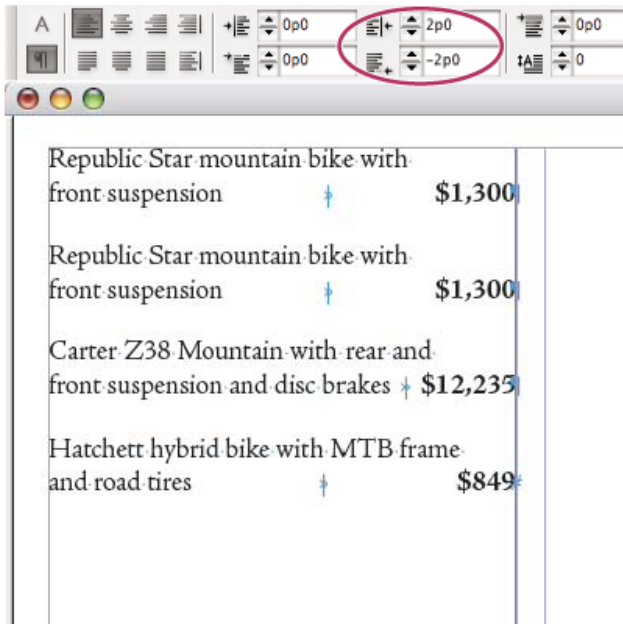 A 0p0 2p0 0p0
¶ 0p0 -2p0 A 0
Republic Star mountain bike with
front suspension $1,300
Republic Star mountain bike with
front suspension $1,300
Carter Z38 Mountain with rear and
front suspension and disc brakes $12,235
Hatchett hybrid bike with MTB frame
and road tires $849